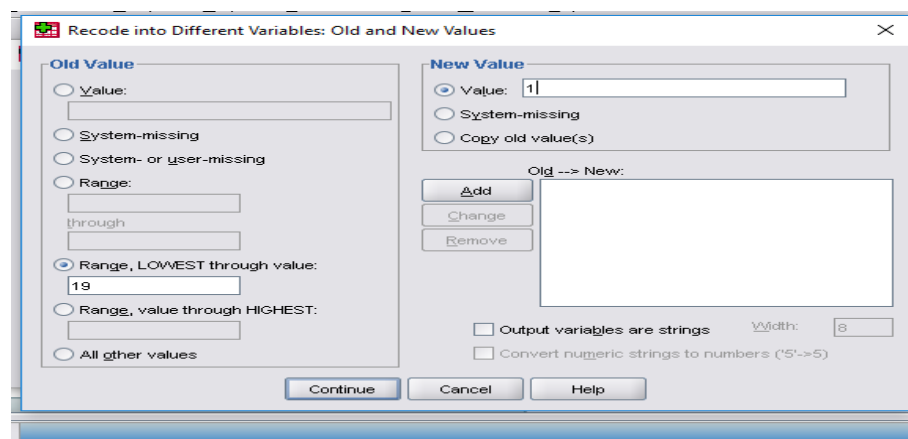 Recode into Different Variables: Old and New Values
Old Value
Value:
System-missing
System- or user-missing
Range:
through
Range, LOWEST through value:
19
Range, value through HIGHEST:
All other values
New Value
Value: 1
System-missing
Copy old value(s)
Old --> New:
Add
Change
Remove
Output variables are strings Width: 8
Convert numeric strings to numbers ('5'->5)
Continue Cancel Help